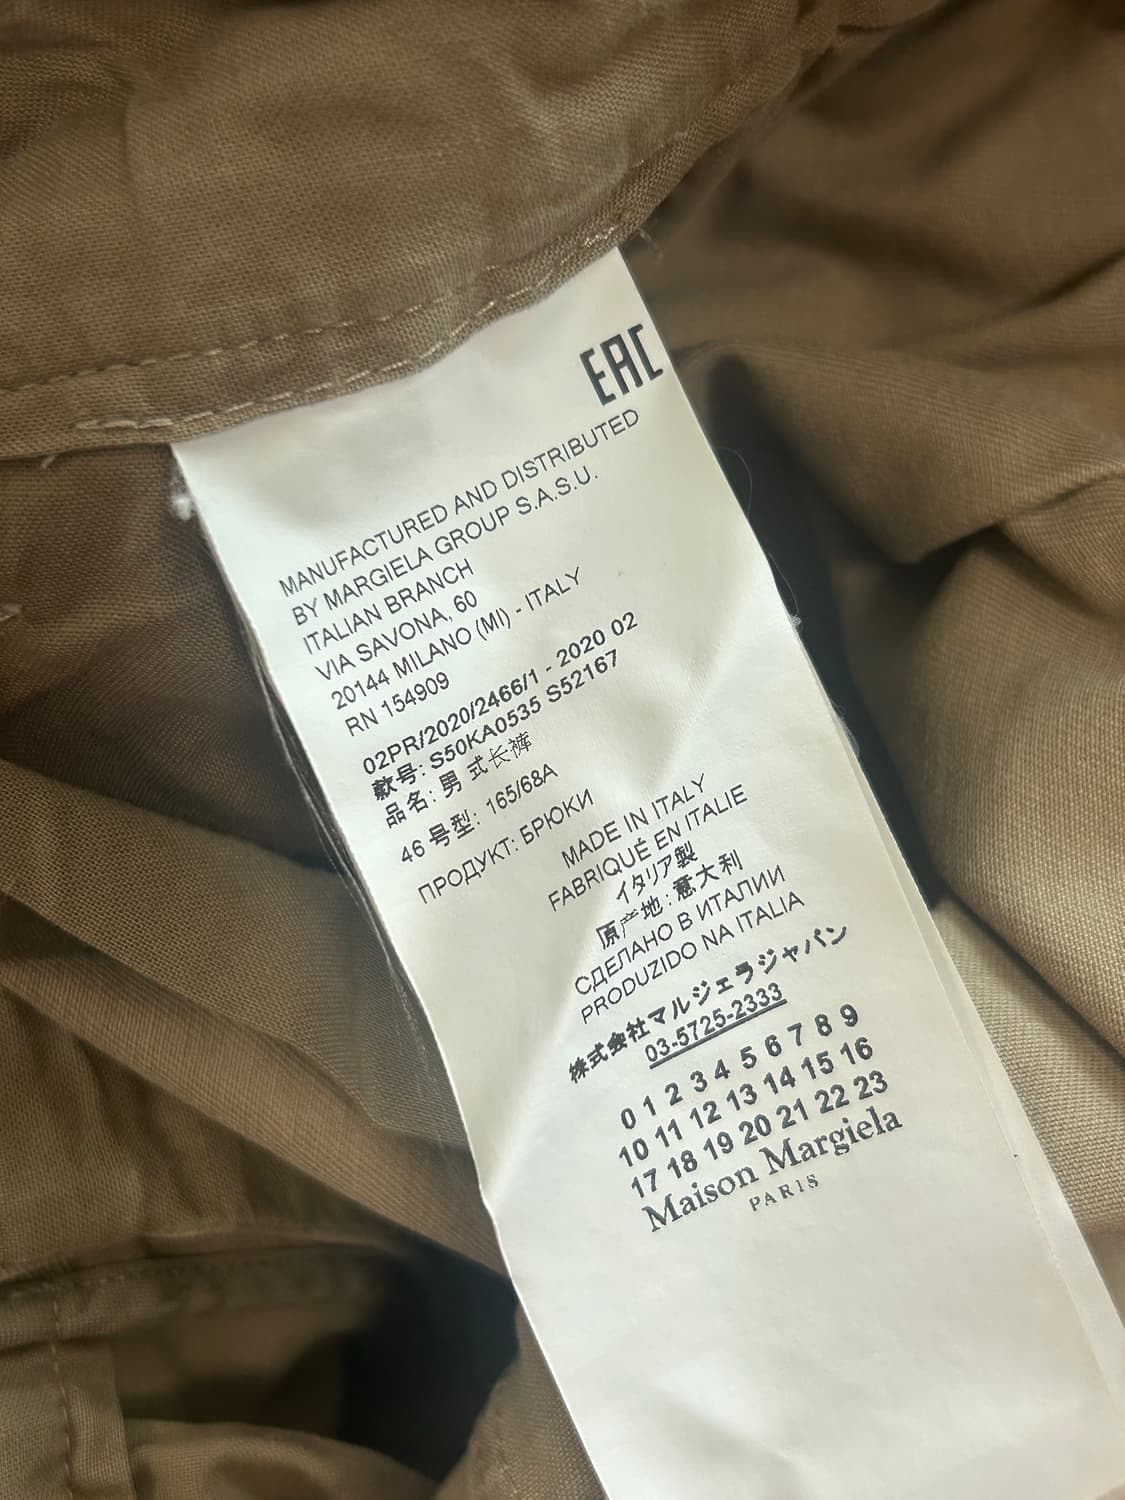 EAC
MANUFACTURED AND DISTRIBUTED
BY MARGIELA GROUP S.A.S.U.
ITALIAN BRANCH
VIA SAVONA, 60
20144 MILANO (MI) - ITALY
RN 154909
02PR/2020/2466/1 - 2020 02
款号: S50KA0535 S52167
品名: 男 式长裤
46 号型: 165/68A
ПРОДУКТ: БРЮКИ
MADE IN ITALY
FABRIQUÉ EN ITALIE
イタリア製
原产地: 意大利
СДЕЛАНО В ИТАЛИИ
PRODUZIDO NA ITALIA
株式会社マルジェラジャパン
03-5725-2333
0 1 2 3 4 5 6 7 8 9
10 11 12 13 14 15 16
17 18 19 20 21 22 23
Maison Margiela
PARIS